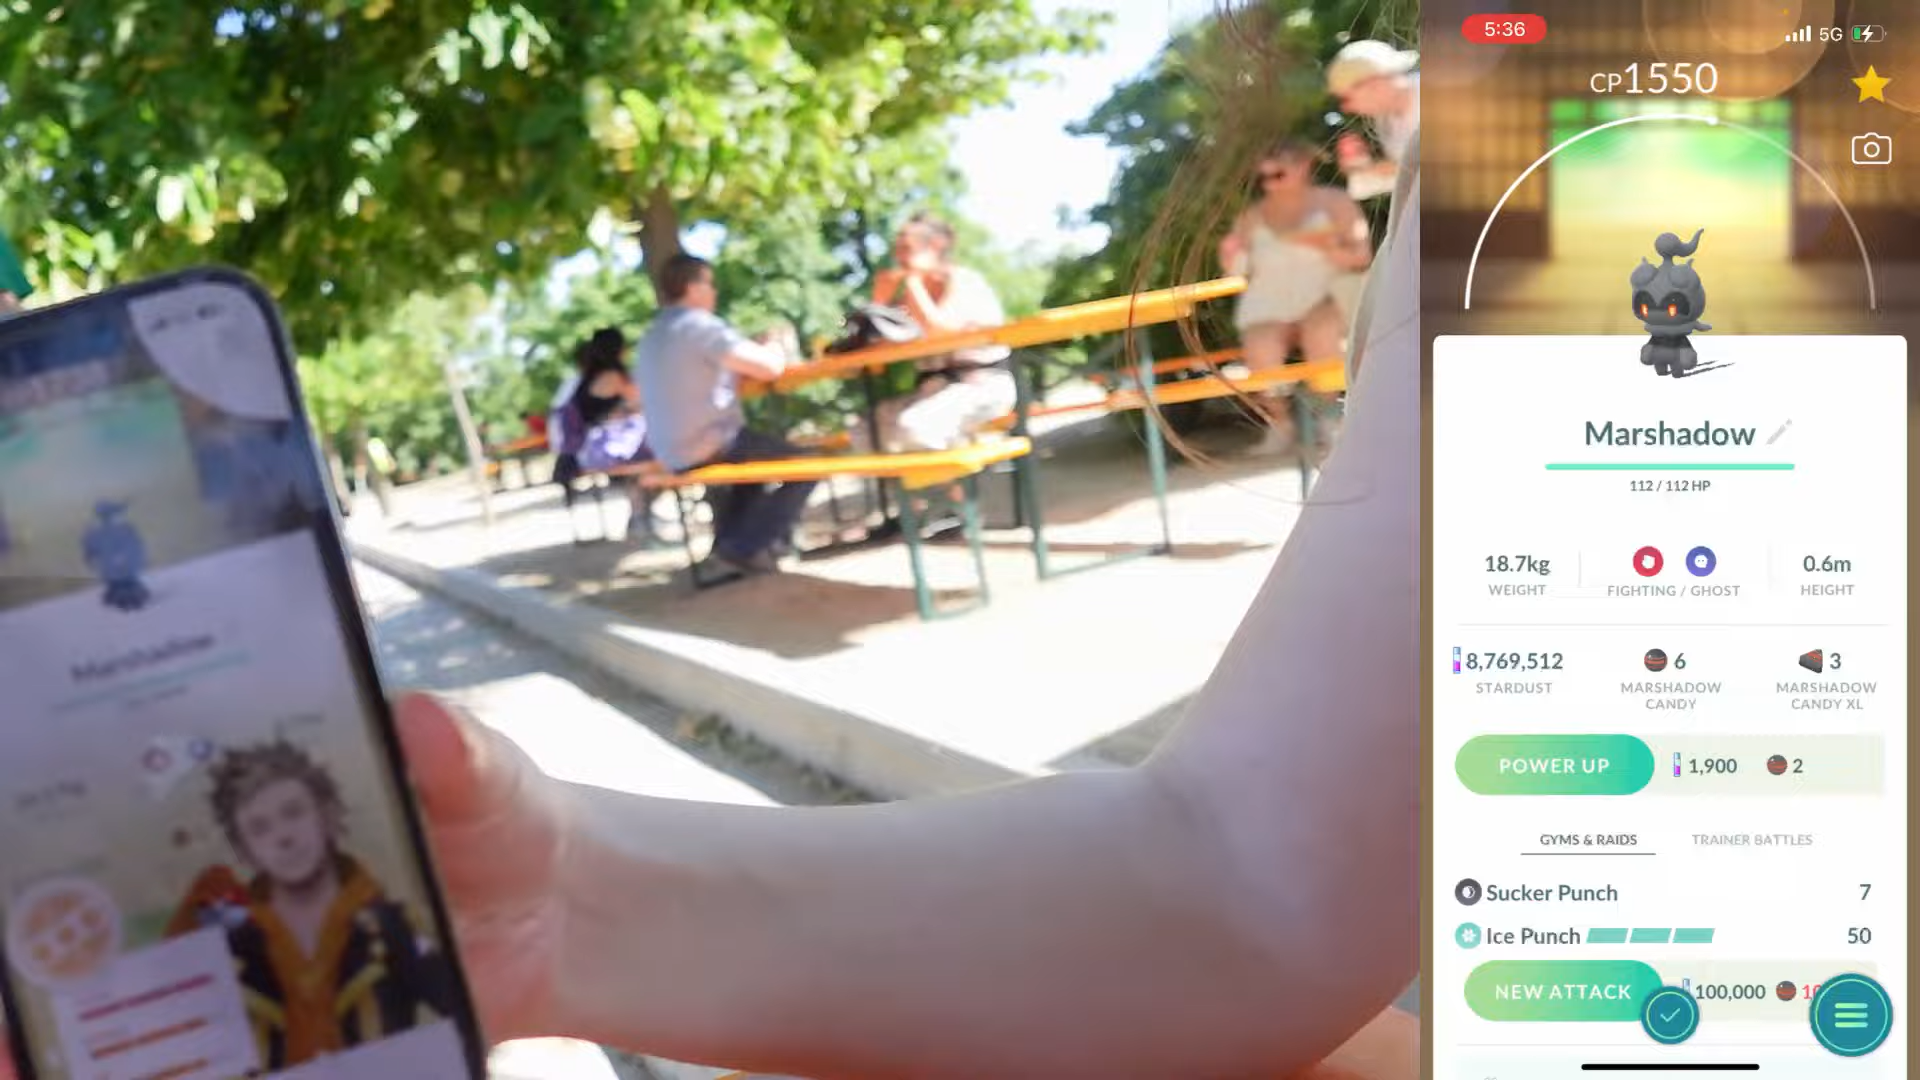 5:36
5G
CP1550
Marshadow
112 / 112 HP
18.7kg
WEIGHT
FIGHTING / GHOST
0.6m
HEIGHT
8,769,512
STARDUST
6
MARSHADOW
CANDY
3
MARSHADOW
CANDY XL
POWER UP
1,900
2
GYMS & RAIDS
TRAINER BATTLES
Sucker Punch
7
Ice Punch
50
NEW ATTACK
100,000
Marshadow